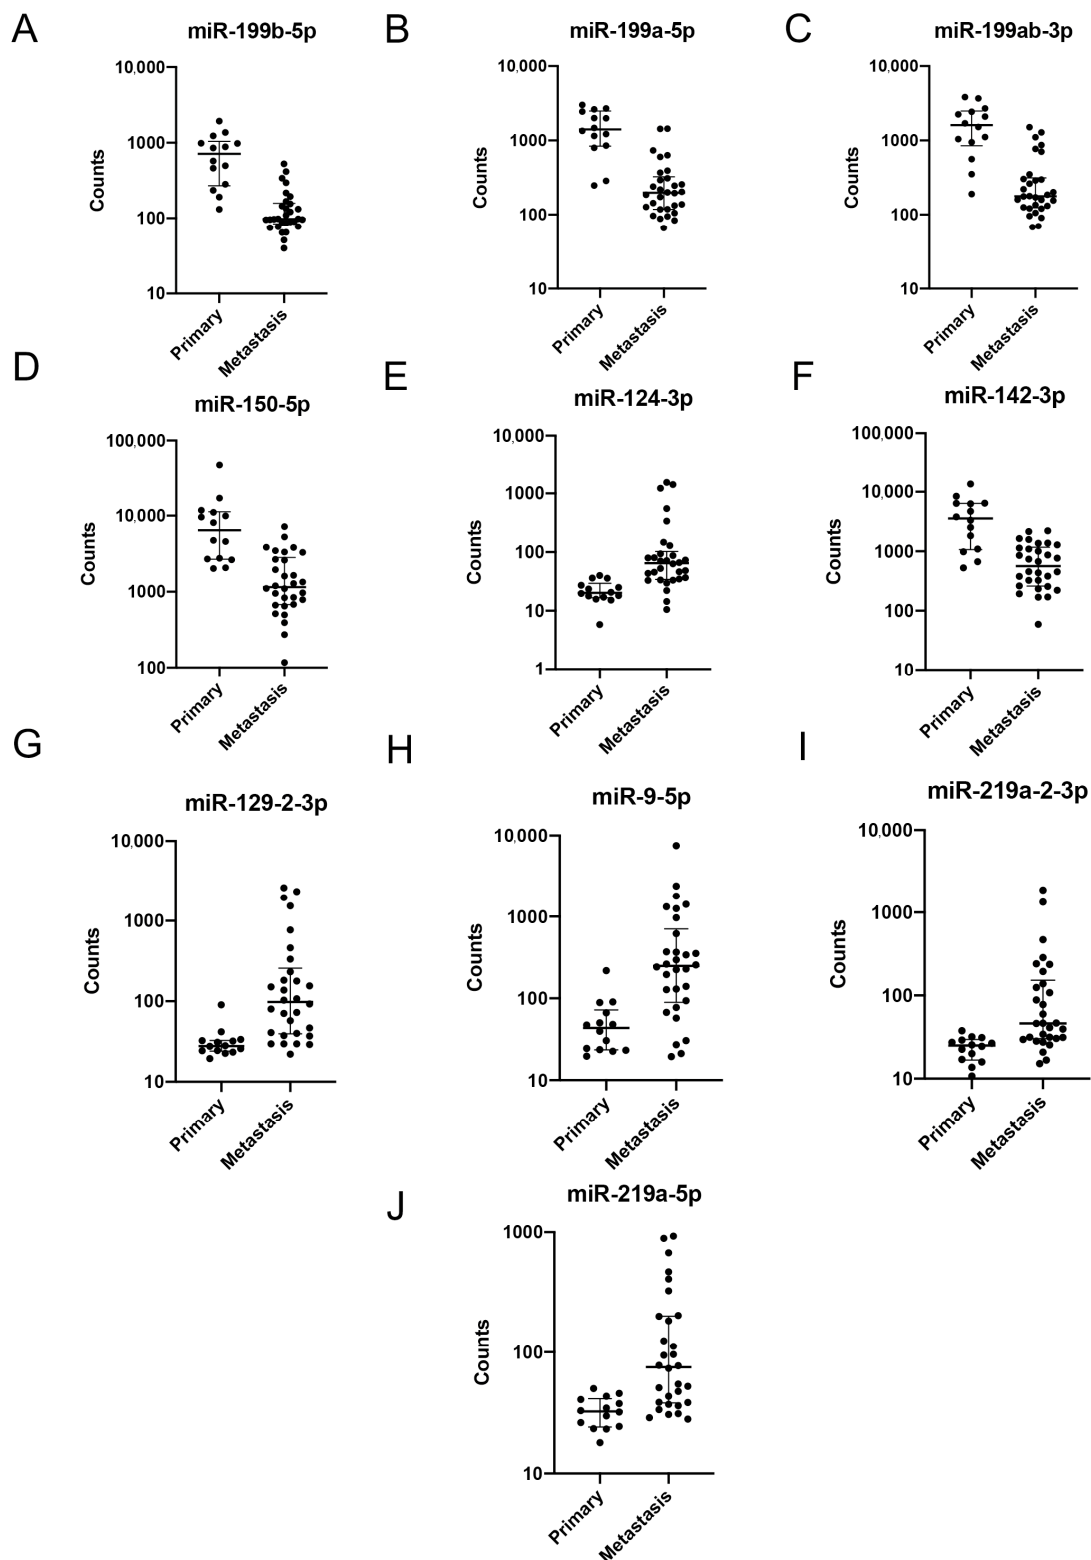 A
miR-199b-5p
10,000
1000
100
10
Counts
Primary
Metastasis
B
miR-199a-5p
10,000
1000
100
10
Counts
Primary
Metastasis
C
miR-199ab-3p
10,000
1000
100
10
Counts
Primary
Metastasis
D
miR-150-5p
100,000
10,000
1000
100
Counts
Primary
Metastasis
E
miR-124-3p
10,000
1000
100
10
1
Counts
Primary
Metastasis
F
miR-142-3p
100,000
10,000
1000
100
10
Counts
Primary
Metastasis
G
miR-129-2-3p
10,000
1000
100
10
Counts
Primary
Metastasis
H
miR-9-5p
10,000
1000
100
10
Counts
Primary
Metastasis
I
miR-219a-2-3p
10,000
1000
100
10
Counts
Primary
Metastasis
J
miR-219a-5p
1000
100
10
Counts
Primary
Metastasis